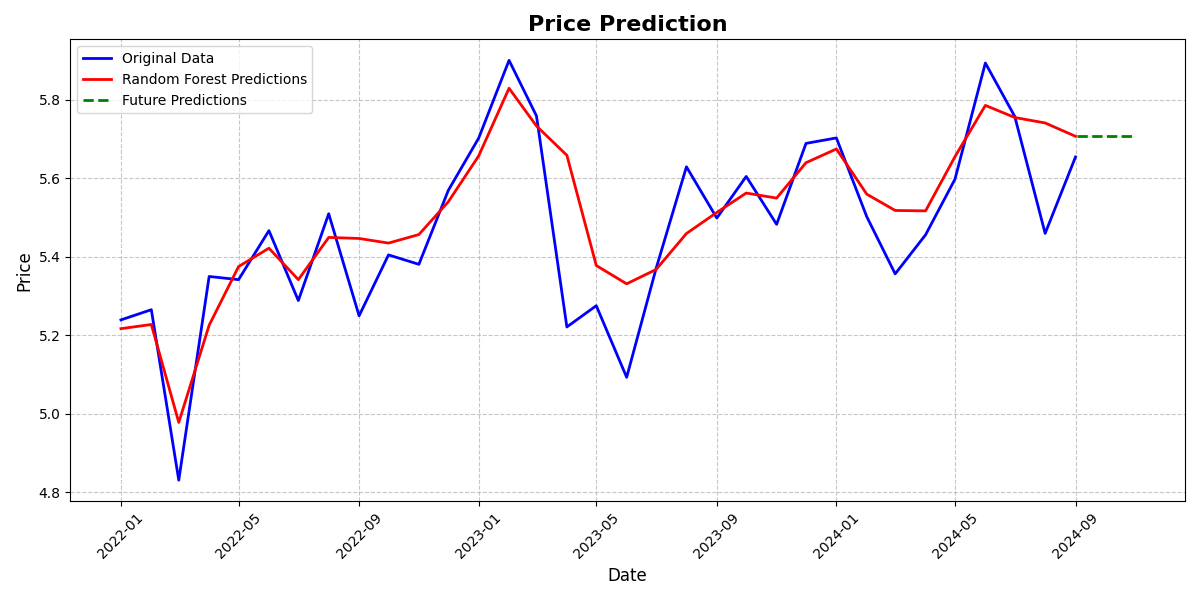 Price Prediction
Original Data
Random Forest Predictions
Future Predictions
Price
5.8
5.6
5.4
5.2
5.0
4.8
2022-01
2022-05
2022-09
2023-01
2023-05
2023-09
2024-01
2024-05
2024-09
Date